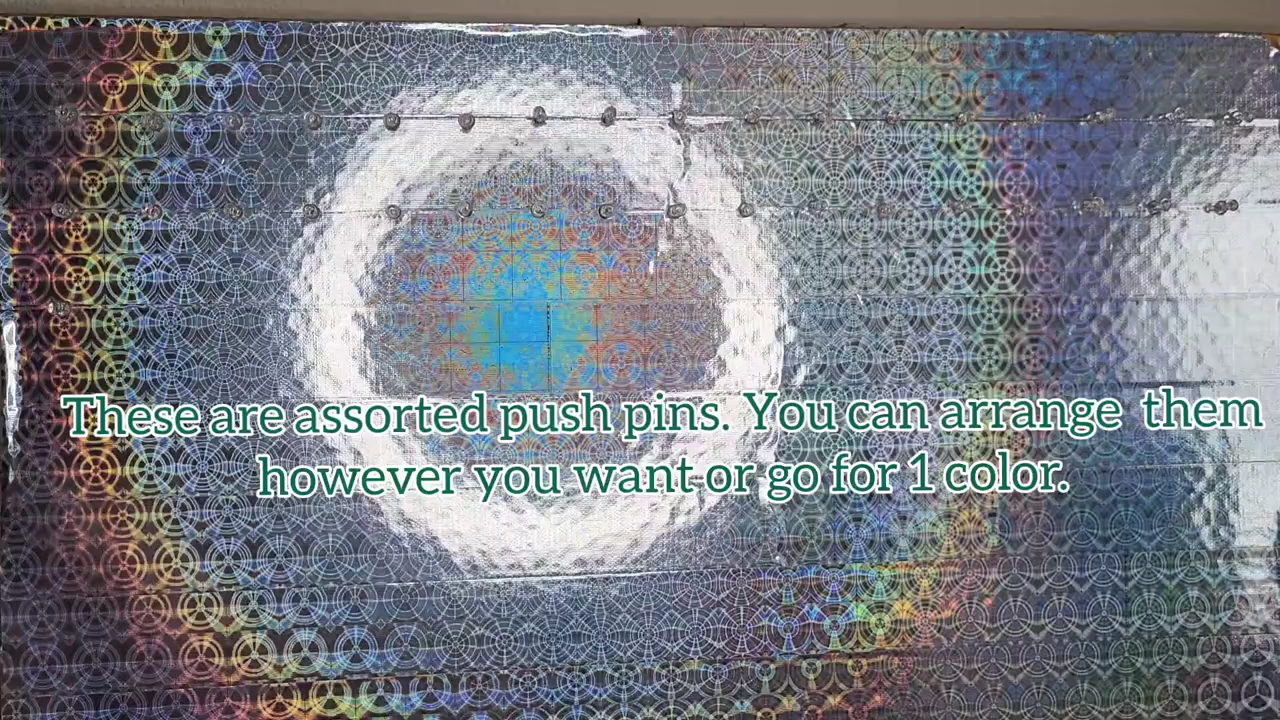 These are assorted push pins. You can arrange them
however you want or go for 1 color.